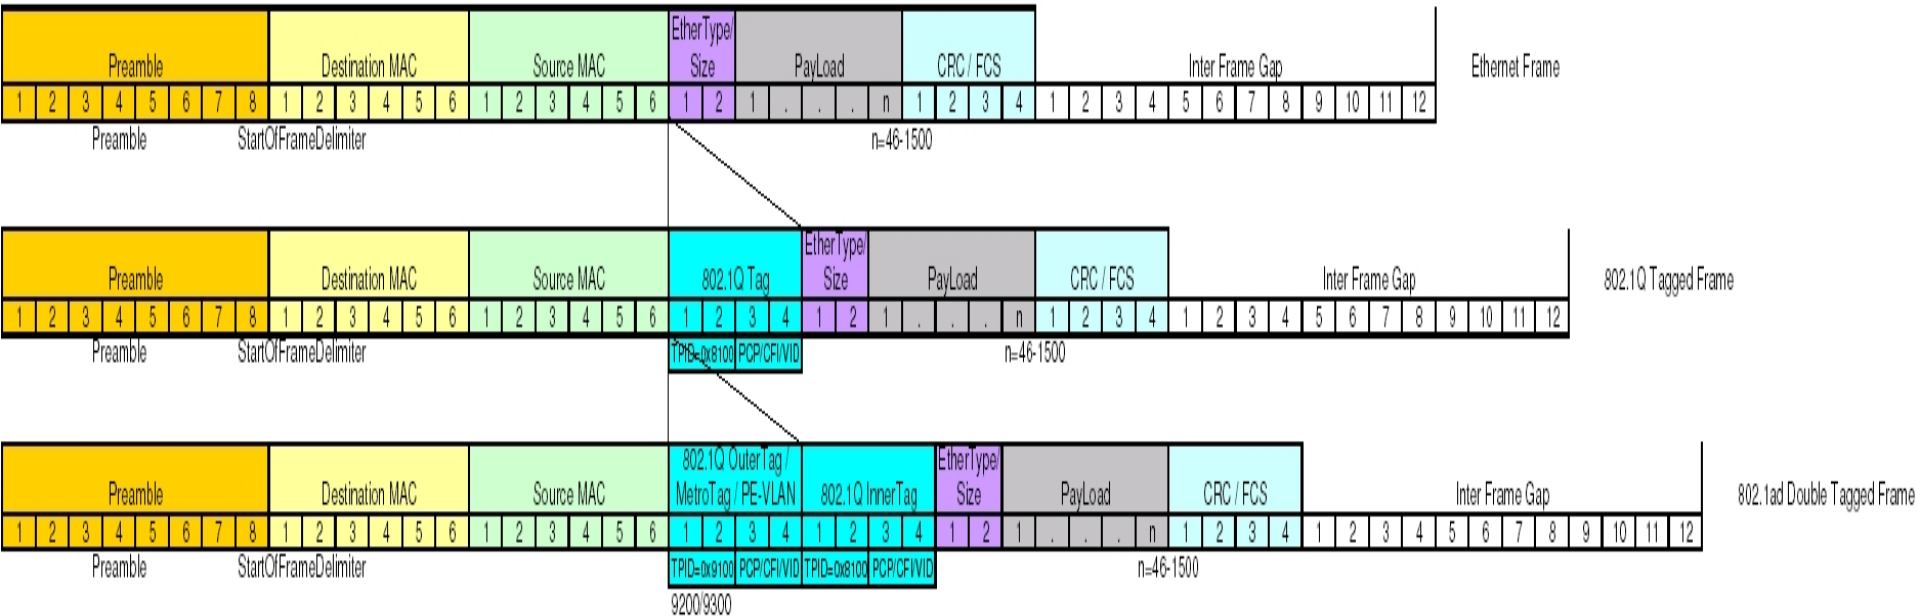 EtherType/
Preamble Destination MAC Source MAC Size PayLoad CRC / FCS Inter Frame Gap Ethernet Frame
1 2 3 4 5 6 7 8 1 2 3 4 5 6 1 2 3 4 5 6 1 2 1 . . . n 1 2 3 4 1 2 3 4 5 6 7 8 9 10 11 12
Preamble StartOfFrameDelimiter n=46-1500
EtherType/
Preamble Destination MAC Source MAC 802.1Q Tag Size PayLoad CRC / FCS Inter Frame Gap 802.1Q Tagged Frame
1 2 3 4 5 6 7 8 1 2 3 4 5 6 1 2 3 4 5 6 1 2 3 4 1 2 1 . . . n 1 2 3 4 1 2 3 4 5 6 7 8 9 10 11 12
Preamble StartOfFrameDelimiter TPID=0x8100 PCP/CFI/VID n=46-1500
802.1Q OuterTag / EtherType/
Preamble Destination MAC Source MAC MetroTag / PE-VLAN 802.1Q InnerTag Size PayLoad CRC / FCS Inter Frame Gap 802.1ad Double Tagged Frame
1 2 3 4 5 6 7 8 1 2 3 4 5 6 1 2 3 4 5 6 1 2 3 4 1 2 3 4 1 2 1 . . . n 1 2 3 4 1 2 3 4 5 6 7 8 9 10 11 12
Preamble StartOfFrameDelimiter TPID=0x9100 PCP/CFI/VID TPID=0x8100 PCP/CFI/VID n=46-1500
9200/9300